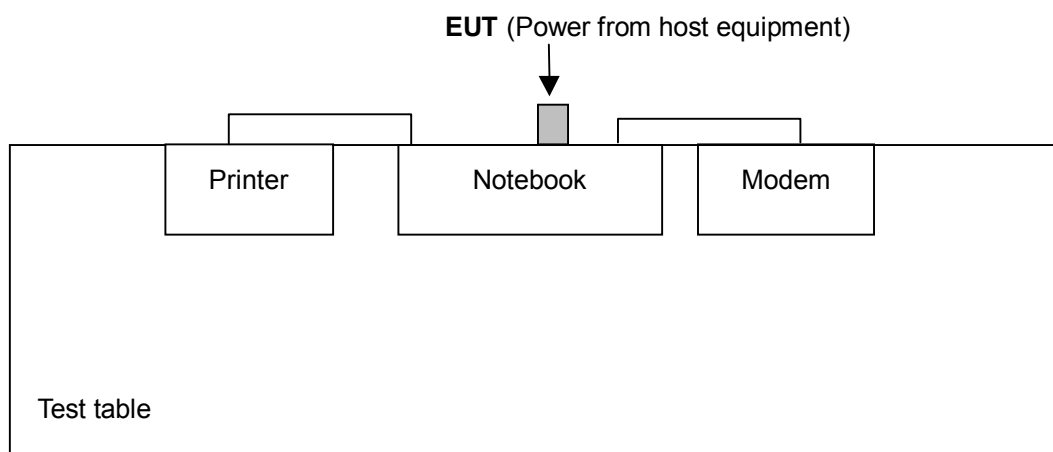 EUT (Power from host equipment)
Printer
Notebook
Modem
Test table